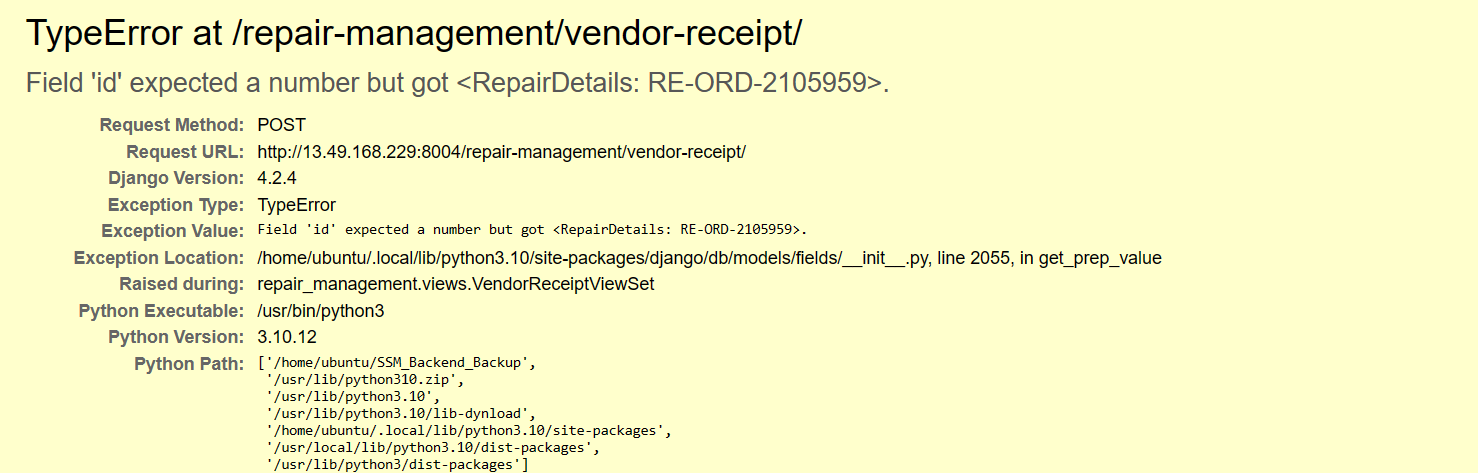 TypeError at /repair-management/vendor-receipt/
Field 'id' expected a number but got <RepairDetails: RE-ORD-2105959>.
Request Method: POST
Request URL: http://13.49.168.229:8004/repair-management/vendor-receipt/
Django Version: 4.2.4
Exception Type: TypeError
Exception Value: Field 'id' expected a number but got <RepairDetails: RE-ORD-2105959>.
Exception Location: /home/ubuntu/.local/lib/python3.10/site-packages/django/db/models/fields/__init__.py, line 2055, in get_prep_value
Raised during: repair_management.views.VendorReceiptViewSet
Python Executable: /usr/bin/python3
Python Version: 3.10.12
Python Path: ['/home/ubuntu/SSM_Backend_Backup',
'/usr/lib/python310.zip',
'/usr/lib/python3.10',
'/usr/lib/python3.10/lib-dynload',
'/home/ubuntu/.local/lib/python3.10/site-packages',
'/usr/local/lib/python3.10/dist-packages',
'/usr/lib/python3/dist-packages']